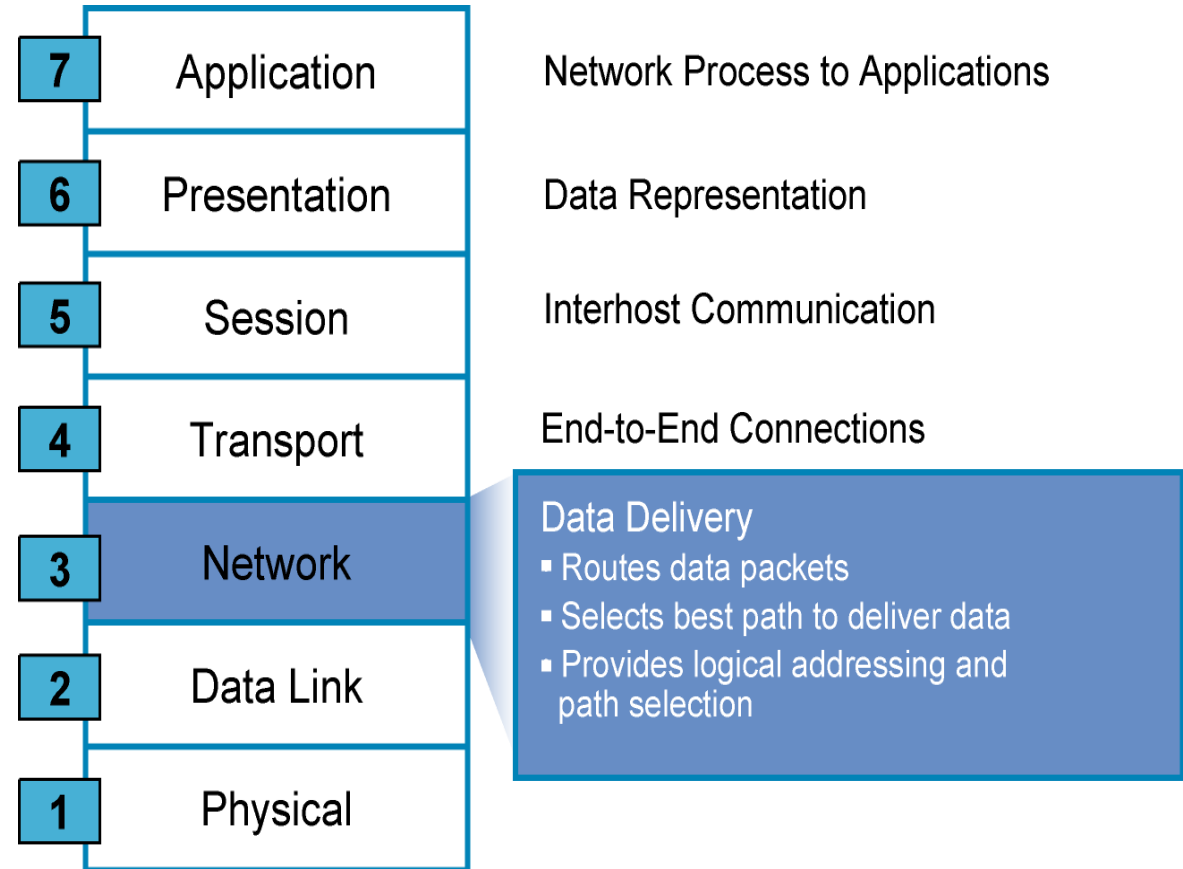 7 Application Network Process to Applications
6 Presentation Data Representation
5 Session Interhost Communication
4 Transport End-to-End Connections
3 Network
Data Delivery
▪ Routes data packets
▪ Selects best path to deliver data
▪ Provides logical addressing and
path selection
2 Data Link
1 Physical